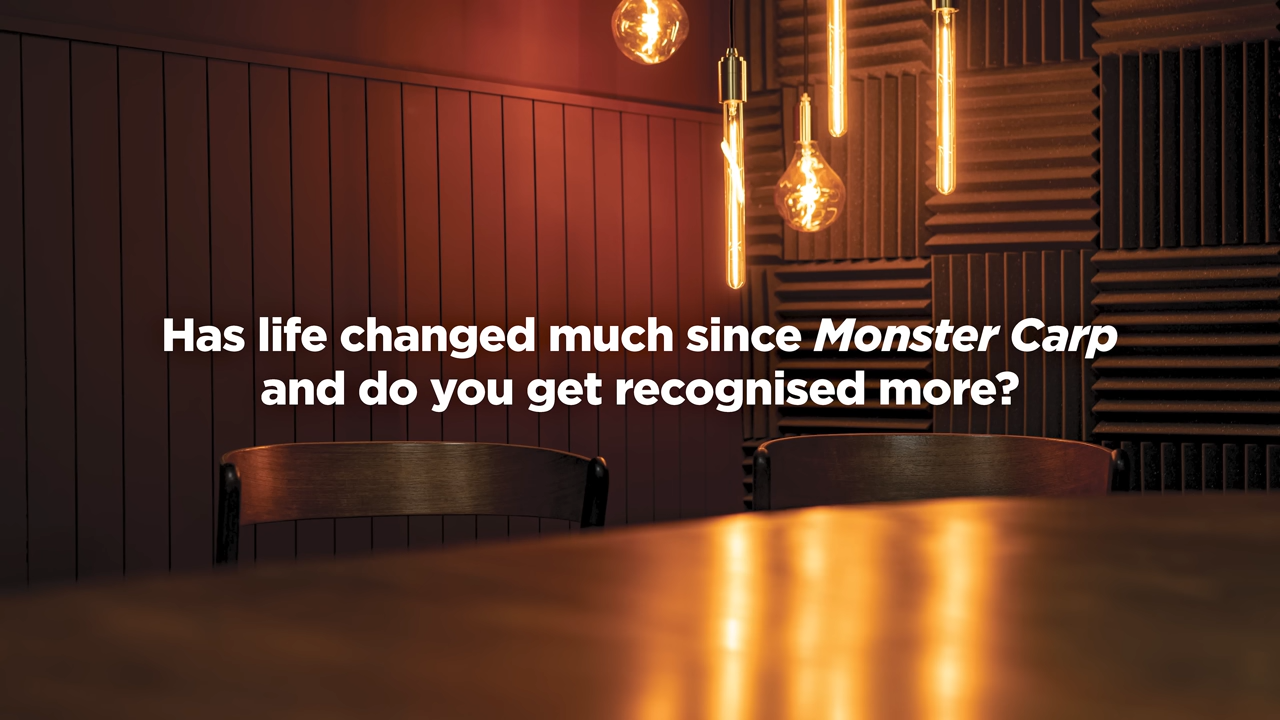 Has life changed much since Monster Carp
and do you get recognised more?